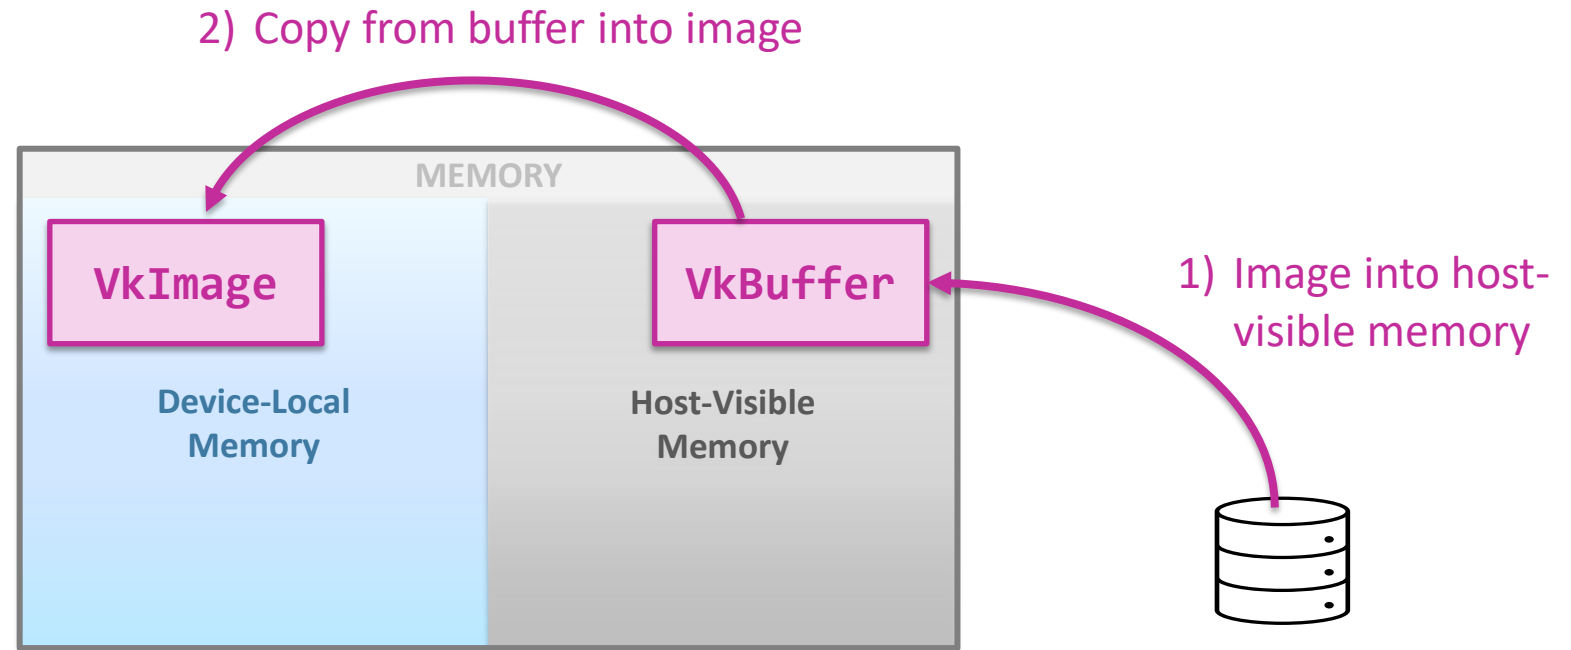 2) Copy from buffer into image
MEMORY
VkImage
VkBuffer
1) Image into host-
visible memory
Device-Local
Memory
Host-Visible
Memory